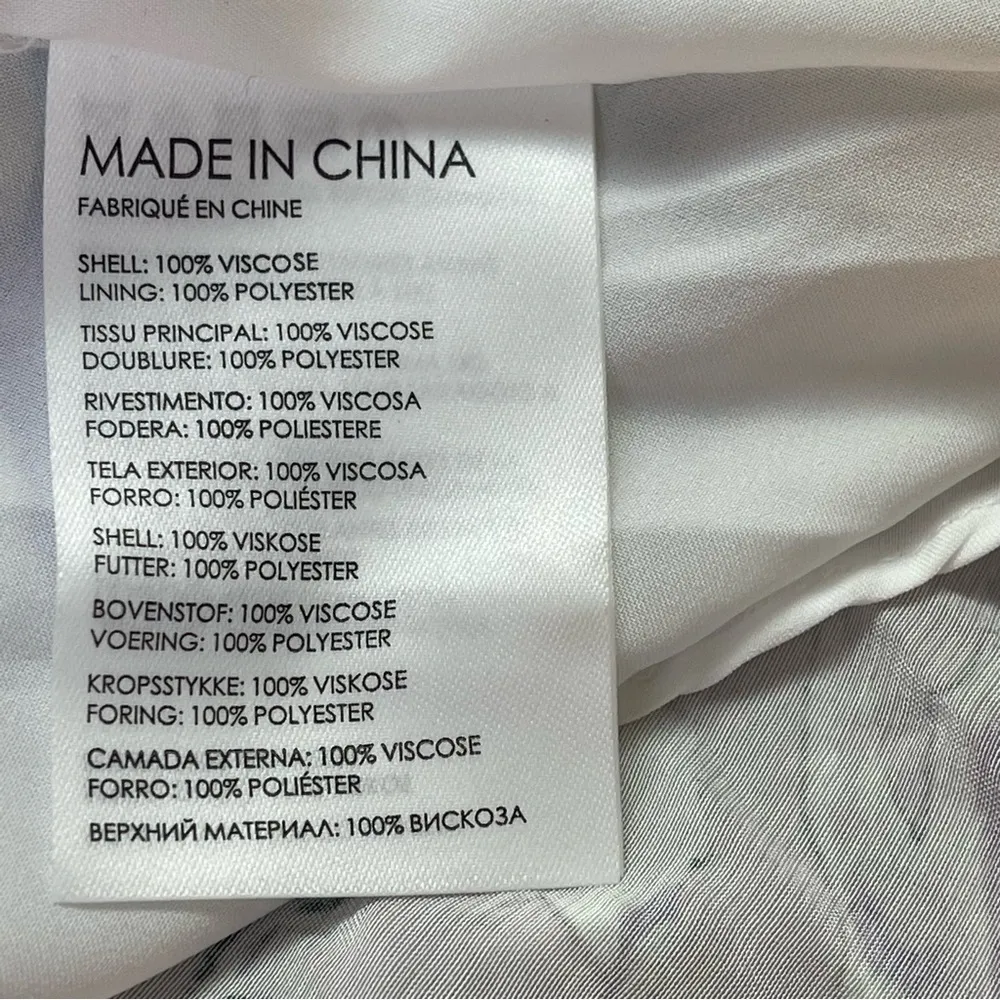 MADE IN CHINA
FABRIQUÉ EN CHINE
SHELL: 100% VISCOSE
LINING: 100% POLYESTER
TISSU PRINCIPAL: 100% VISCOSE
DOUBLURE: 100% POLYESTER
RIVESTIMENTO: 100% VISCOSA
FODERA: 100% POLIESTERE
TELA EXTERIOR: 100% VISCOSA
FORRO: 100% POLIÉSTER
SHELL: 100% VISKOSE
FUTTER: 100% POLYESTER
BOVENSTOF: 100% VISCOSE
VOERING: 100% POLYESTER
KROPSSTYKKE: 100% VISKOSE
FORING: 100% POLYESTER
CAMADA EXTERNA: 100% VISCOSE
FORRO: 100% POLIÉSTER
ВЕРХНИЙ МАТЕРИАЛ: 100% ВИСКОЗА